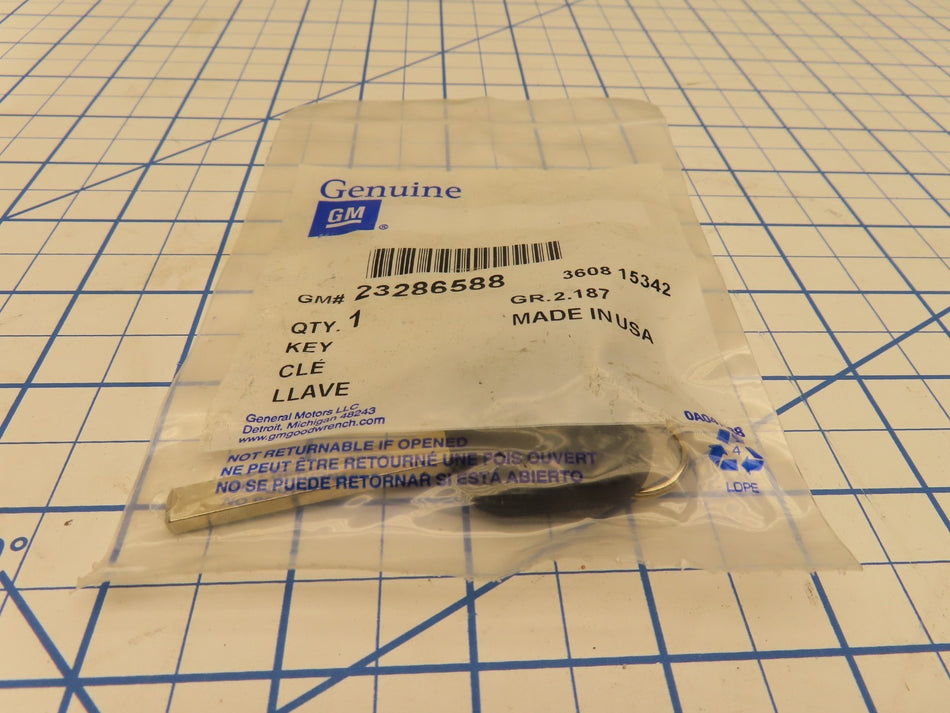 Genuine
GM®
GM# 23286588
3608 15342
QTY. 1
GR.2.187
KEY
MADE IN USA
CLÉ
LLAVE
General Motors LLC
Detroit, Michigan 48243
www.gmgoodwrench.com
NOT RETURNABLE IF OPENED
NE PEUT ÊTRE RETOURNÉ UNE FOIS OUVERT
NO SE PUEDE RETORNAR SI ESTÁ ABIERTO
4
LDPE